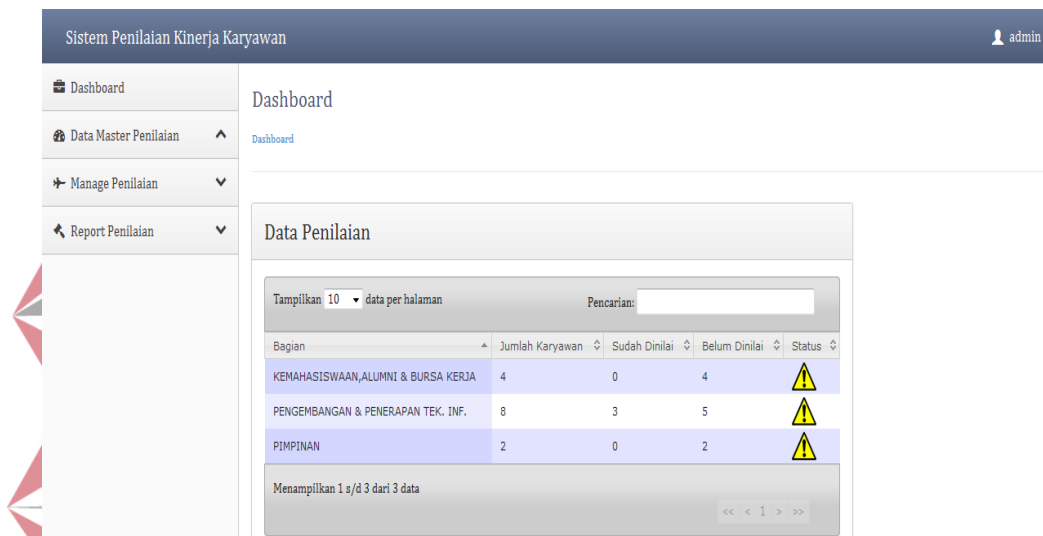 Sistem Penilaian Kinerja Karyawan
admin
Dashboard
Data Master Penilaian
Manage Penilaian
Report Penilaian
Dashboard
Dashboard
Data Penilaian
Tampilkan 10 data per halaman Pencarian:
Bagian Jumlah Karyawan Sudah Dinilai Belum Dinilai Status
KEMAHASISWAAN,ALUMNI & BURSA KERJA 4 0 4
PENGEMBANGAN & PENERAPAN TEK. INF. 8 3 5
PIMPINAN 2 0 2
Menampilkan 1 s/d 3 dari 3 data
<< < 1 > >>